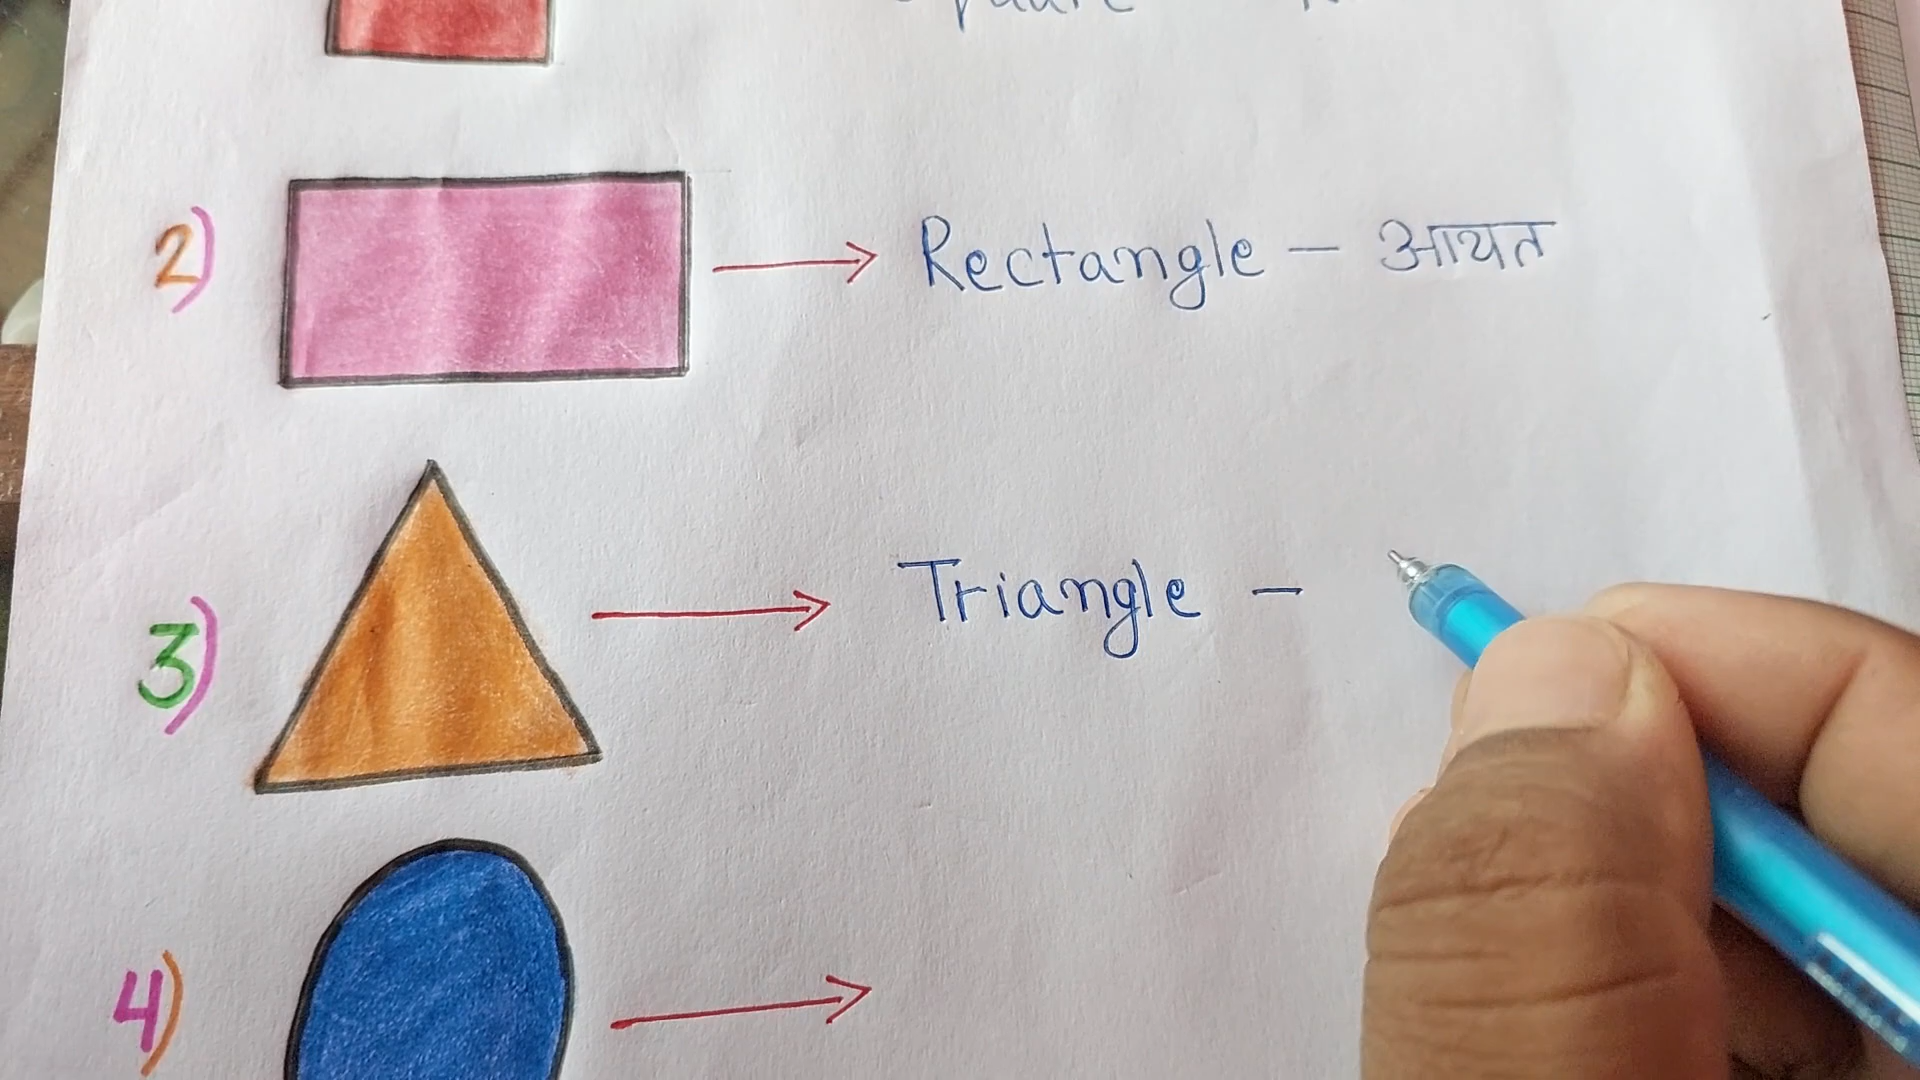 2) Rectangle - आयत
3) Triangle -
4)